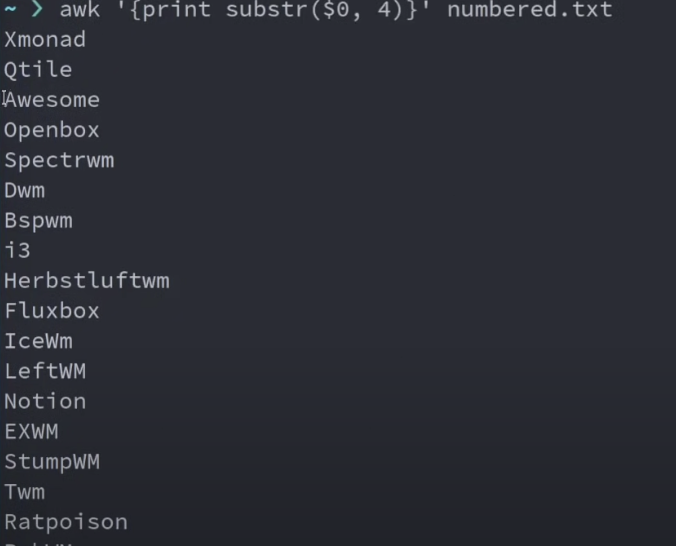 ~ ❯ awk '{print substr($0, 4)}' numbered.txt
Xmonad
Qtile
Awesome
Openbox
Spectrwm
Dwm
Bspwm
i3
Herbstluftwm
Fluxbox
IceWm
LeftWM
Notion
EXWM
StumpWM
Twm
Ratpoison